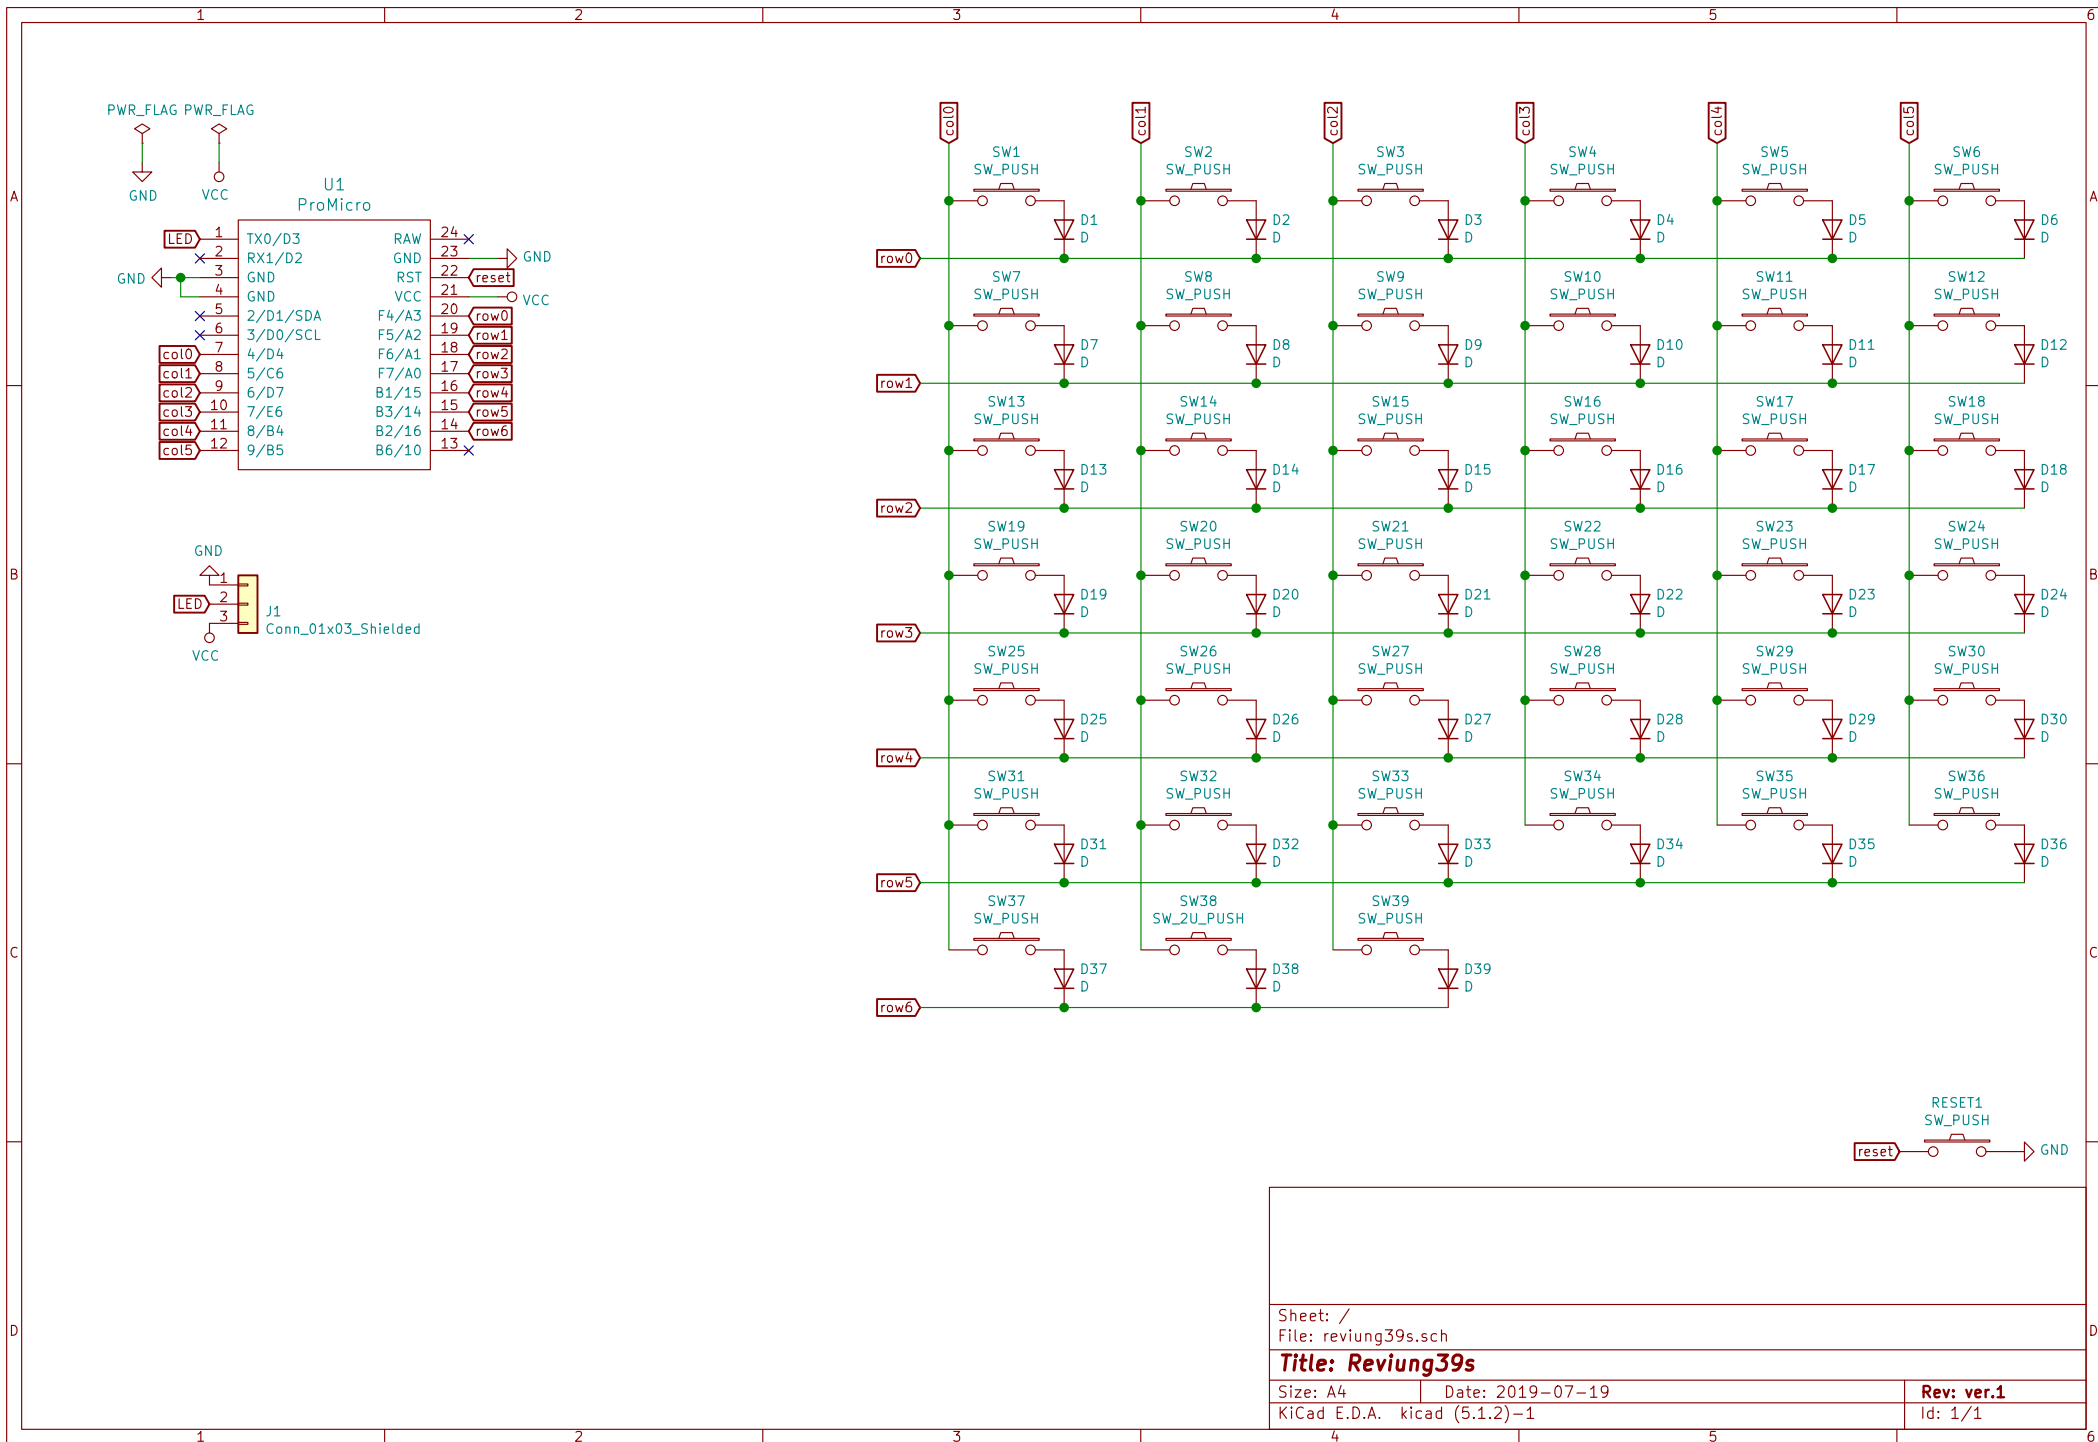 1 2 3 4 5 6
A A
B B
C C
D D
1 2 3 4 5 6
PWR_FLAG PWR_FLAG
GND VCC
U1
ProMicro
LED 1 TX0/D3 RAW 24
2 RX1/D2 GND 23 GND
GND 3 GND RST 22 reset
4 GND VCC 21 VCC
5 2/D1/SDA F4/A3 20 row0
6 3/D0/SCL F5/A2 19 row1
col0 7 4/D4 F6/A1 18 row2
col1 8 5/C6 F7/A0 17 row3
col2 9 6/D7 B1/15 16 row4
col3 10 7/E6 B3/14 15 row5
col4 11 8/B4 B2/16 14 row6
col5 12 9/B5 B6/10 13
GND
1
LED 2
3
VCC
J1
Conn_01x03_Shielded
col0 col1 col2 col3 col4 col5
SW1 SW2 SW3 SW4 SW5 SW6
SW_PUSH SW_PUSH SW_PUSH SW_PUSH SW_PUSH SW_PUSH
D1 D2 D3 D4 D5 D6
D D D D D D
row0
SW7 SW8 SW9 SW10 SW11 SW12
SW_PUSH SW_PUSH SW_PUSH SW_PUSH SW_PUSH SW_PUSH
D7 D8 D9 D10 D11 D12
D D D D D D
row1
SW13 SW14 SW15 SW16 SW17 SW18
SW_PUSH SW_PUSH SW_PUSH SW_PUSH SW_PUSH SW_PUSH
D13 D14 D15 D16 D17 D18
D D D D D D
row2
SW19 SW20 SW21 SW22 SW23 SW24
SW_PUSH SW_PUSH SW_PUSH SW_PUSH SW_PUSH SW_PUSH
D19 D20 D21 D22 D23 D24
D D D D D D
row3
SW25 SW26 SW27 SW28 SW29 SW30
SW_PUSH SW_PUSH SW_PUSH SW_PUSH SW_PUSH SW_PUSH
D25 D26 D27 D28 D29 D30
D D D D D D
row4
SW31 SW32 SW33 SW34 SW35 SW36
SW_PUSH SW_PUSH SW_PUSH SW_PUSH SW_PUSH SW_PUSH
D31 D32 D33 D34 D35 D36
D D D D D D
row5
SW37 SW38 SW39
SW_PUSH SW_2U_PUSH SW_PUSH
D37 D38 D39
D D D
row6
RESET1
SW_PUSH
reset GND
Sheet: /
File: reviung39s.sch
Title: Reviung39s
Size: A4 Date: 2019-07-19 Rev: ver.1
KiCad E.D.A. kicad (5.1.2)-1 Id: 1/1